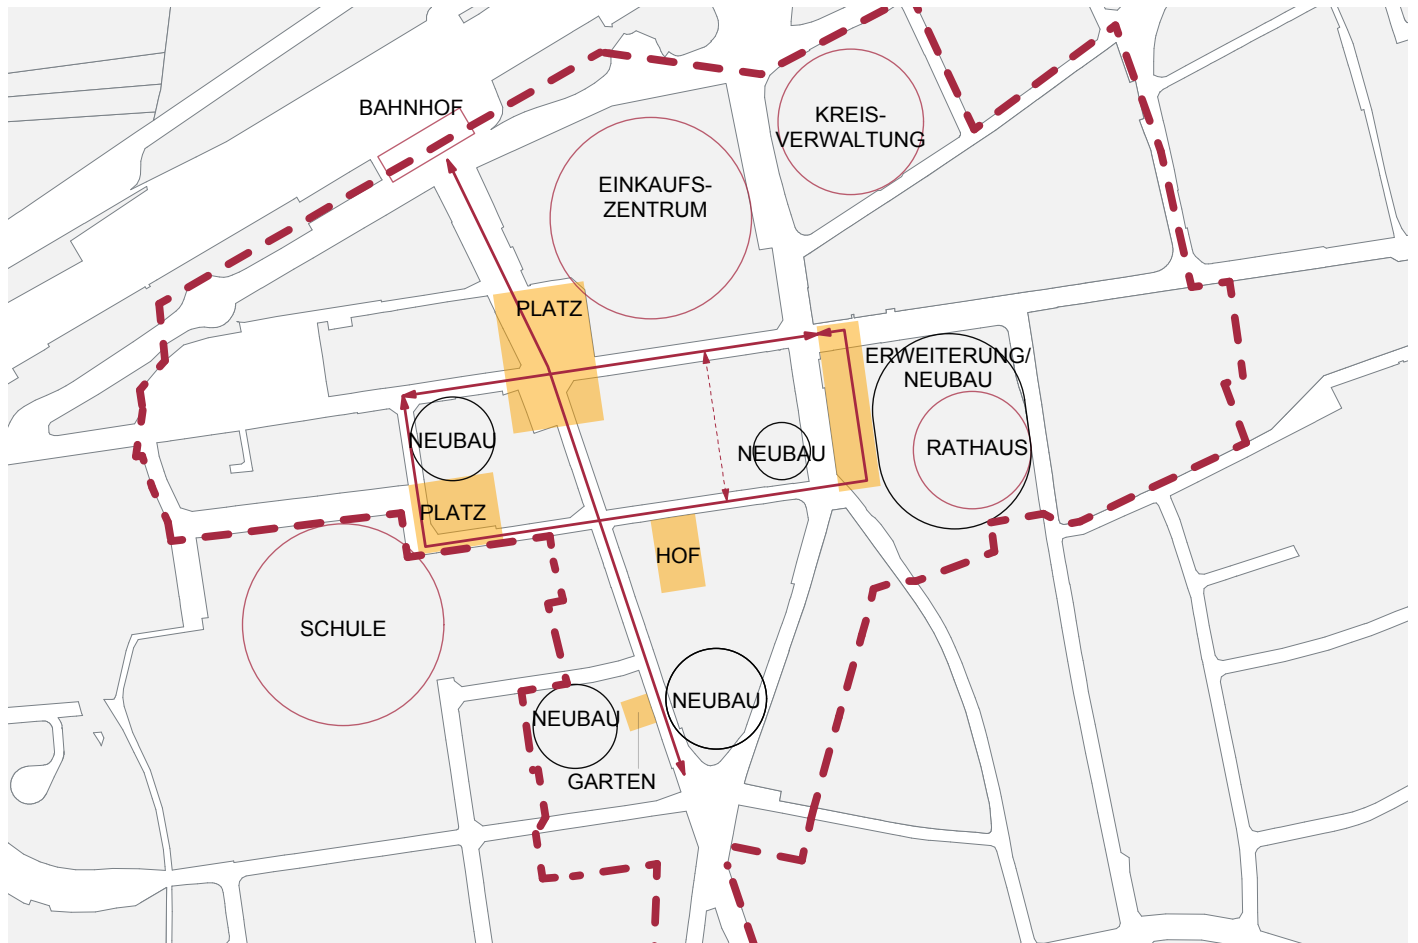 BAHNHOF
KREIS-
VERWALTUNG
EINKAUFS-
ZENTRUM
PLATZ
ERWEITERUNG/
NEUBAU
NEUBAU
NEUBAU
RATHAUS
PLATZ
HOF
SCHULE
NEUBAU
NEUBAU
GARTEN